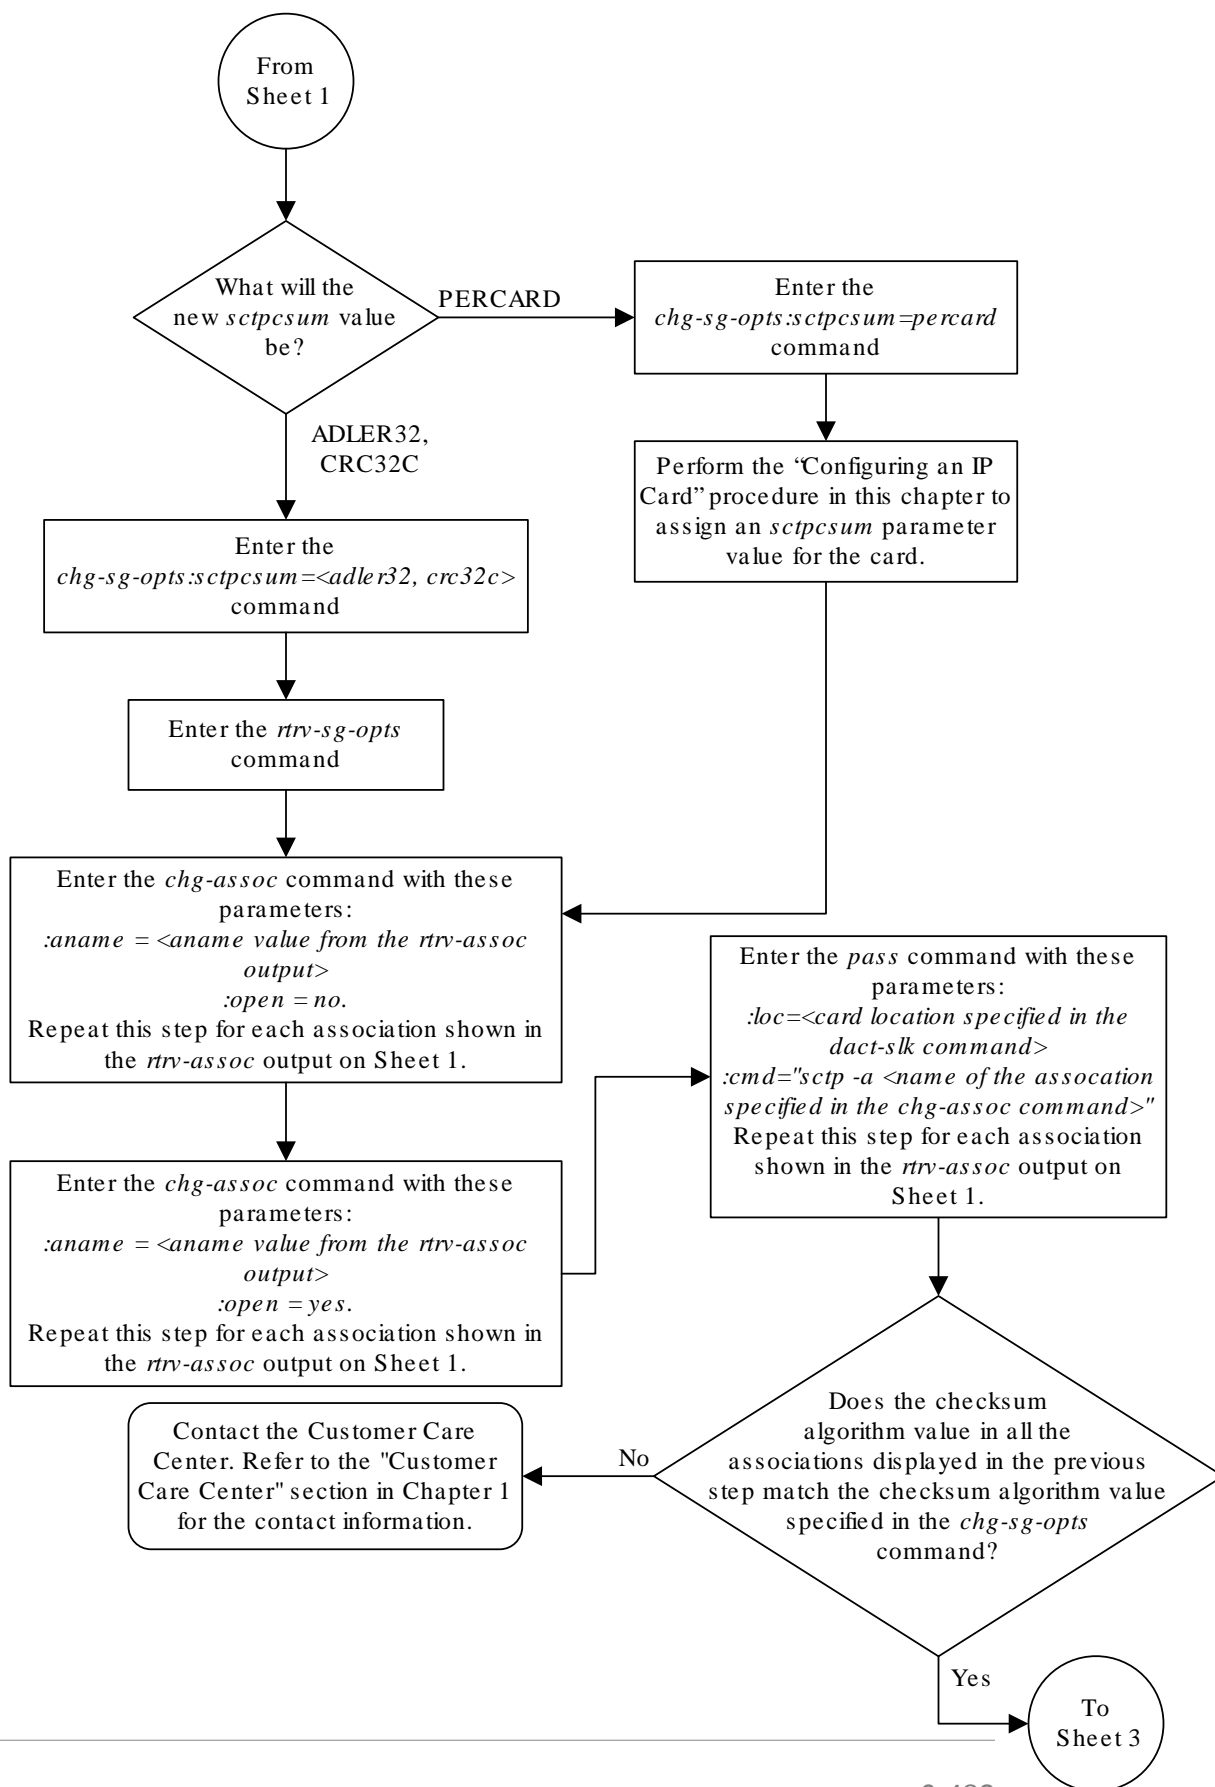 From
Sheet 1
What will the
new sctpcsum value
be?
PERCARD
Enter the
chg-sg-opts:sctpcsum=percard
command
ADLER32,
CRC32C
Perform the “Configuring an IP
Card” procedure in this chapter to
assign an sctpcsum parameter
value for the card.
Enter the
chg-sg-opts:sctpcsum=<adler32, crc32c>
command
Enter the rtrv-sg-opts
command
Enter the chg-assoc command with these
parameters:
:aname = <aname value from the rtrv-assoc
output>
:open = no.
Repeat this step for each association shown in
the rtrv-assoc output on Sheet 1.
Enter the chg-assoc command with these
parameters:
:aname = <aname value from the rtrv-assoc
output>
:open = yes.
Repeat this step for each association shown in
the rtrv-assoc output on Sheet 1.
Enter the pass command with these
parameters:
:loc=<card location specified in the
dact-slk command>
:cmd="sctp -a <name of the assocation
specified in the chg-assoc command>"
Repeat this step for each association
shown in the rtrv-assoc output on
Sheet 1.
Does the checksum
algorithm value in all the
associations displayed in the previous
step match the checksum algorithm value
specified in the chg-sg-opts
command?
No
Contact the Customer Care
Center. Refer to the "Customer
Care Center" section in Chapter 1
for the contact information.
Yes
To
Sheet 3